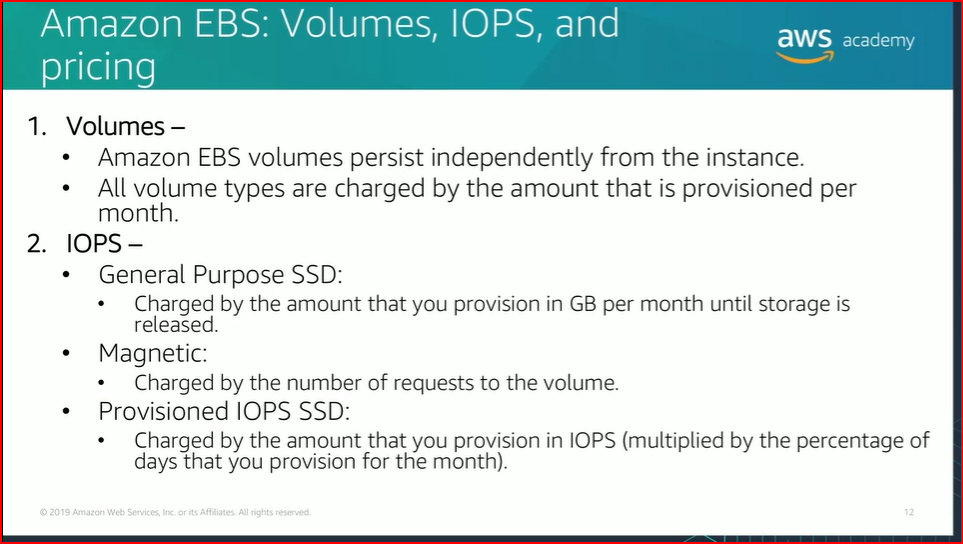 Amazon EBS: Volumes, IOPS, and
pricing
aws academy
1. Volumes –
• Amazon EBS volumes persist independently from the instance.
• All volume types are charged by the amount that is provisioned per
month.
2. IOPS –
• General Purpose SSD:
• Charged by the amount that you provision in GB per month until storage is
released.
• Magnetic:
• Charged by the number of requests to the volume.
• Provisioned IOPS SSD:
• Charged by the amount that you provision in IOPS (multiplied by the percentage of
days that you provision for the month).
© 2019 Amazon Web Services, Inc. or its Affiliates. All rights reserved.
12